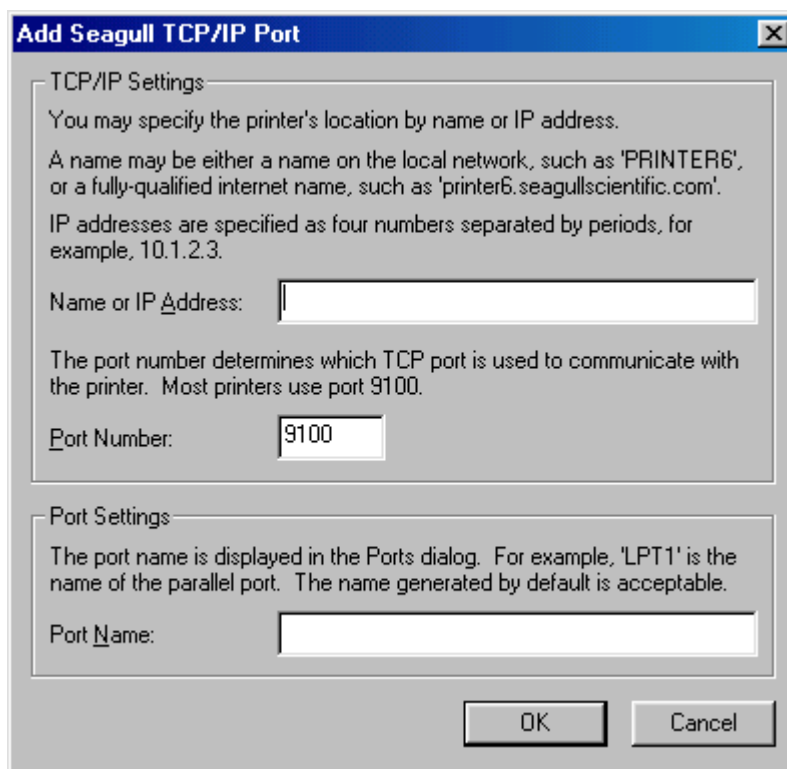 Add Seagull TCP/IP Port
TCP/IP Settings
You may specify the printer's location by name or IP address.
A name may be either a name on the local network, such as 'PRINTER6',
or a fully-qualified internet name, such as 'printer6.seagullscientific.com'.
IP addresses are specified as four numbers separated by periods, for
example, 10.1.2.3.
Name or IP Address:
The port number determines which TCP port is used to communicate with
the printer.  Most printers use port 9100.
Port Number: 9100
Port Settings
The port name is displayed in the Ports dialog.  For example, 'LPT1' is the
name of the parallel port.  The name generated by default is acceptable.
Port Name:
OK Cancel